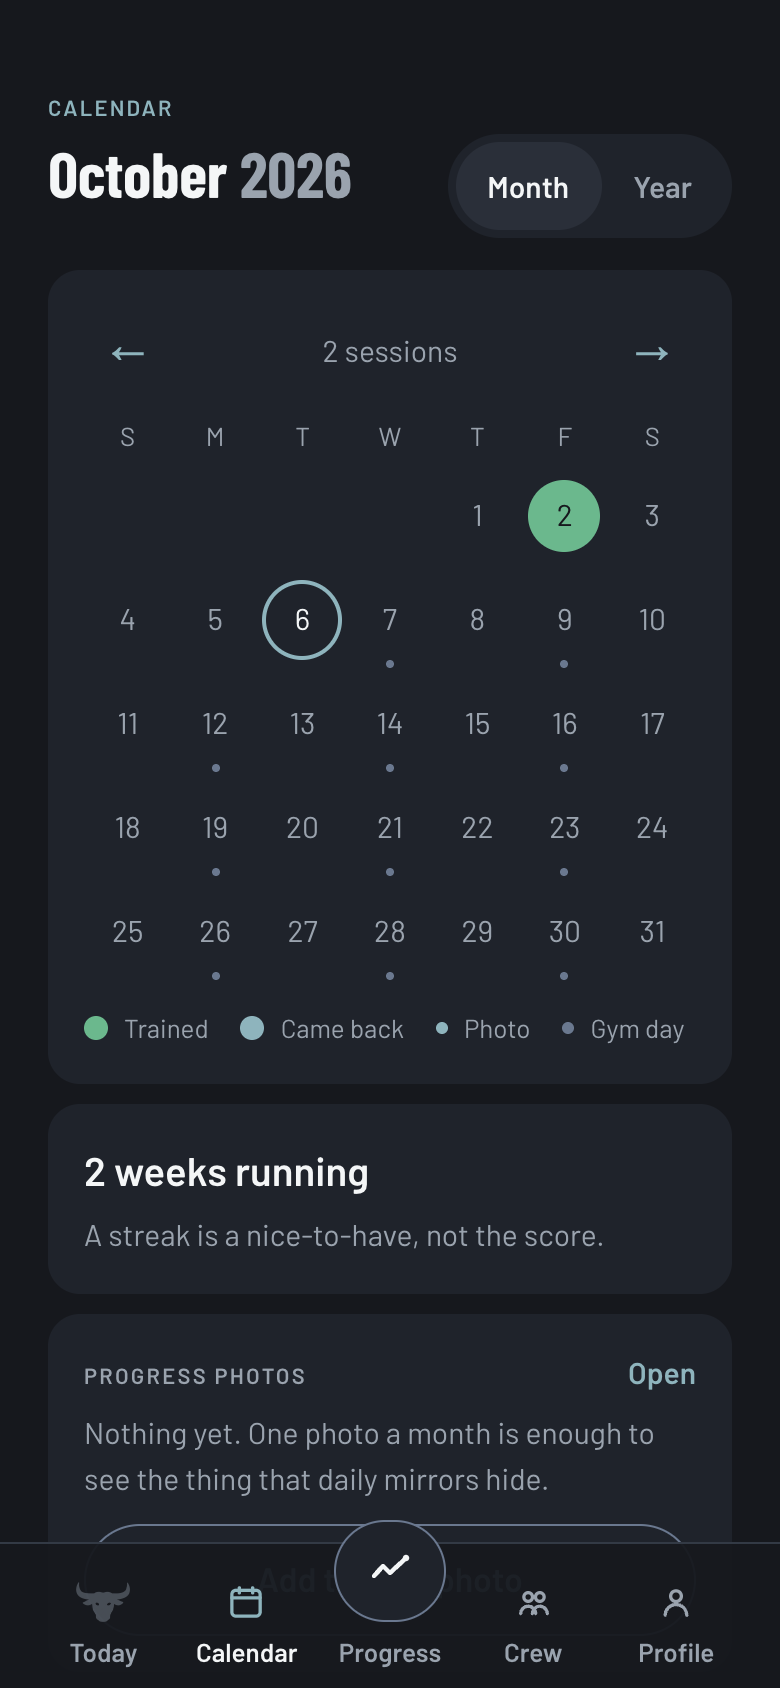 CALENDAR
October 2026
Month Year
← 2 sessions →
S M T W T F S
1 2 3
4 5 6 7 8 9 10
11 12 13 14 15 16 17
18 19 20 21 22 23 24
25 26 27 28 29 30 31
Trained Came back Photo Gym day
2 weeks running
A streak is a nice-to-have, not the score.
PROGRESS PHOTOS Open
Nothing yet. One photo a month is enough to
see the thing that daily mirrors hide.
Add photo
Today Calendar Progress Crew Profile